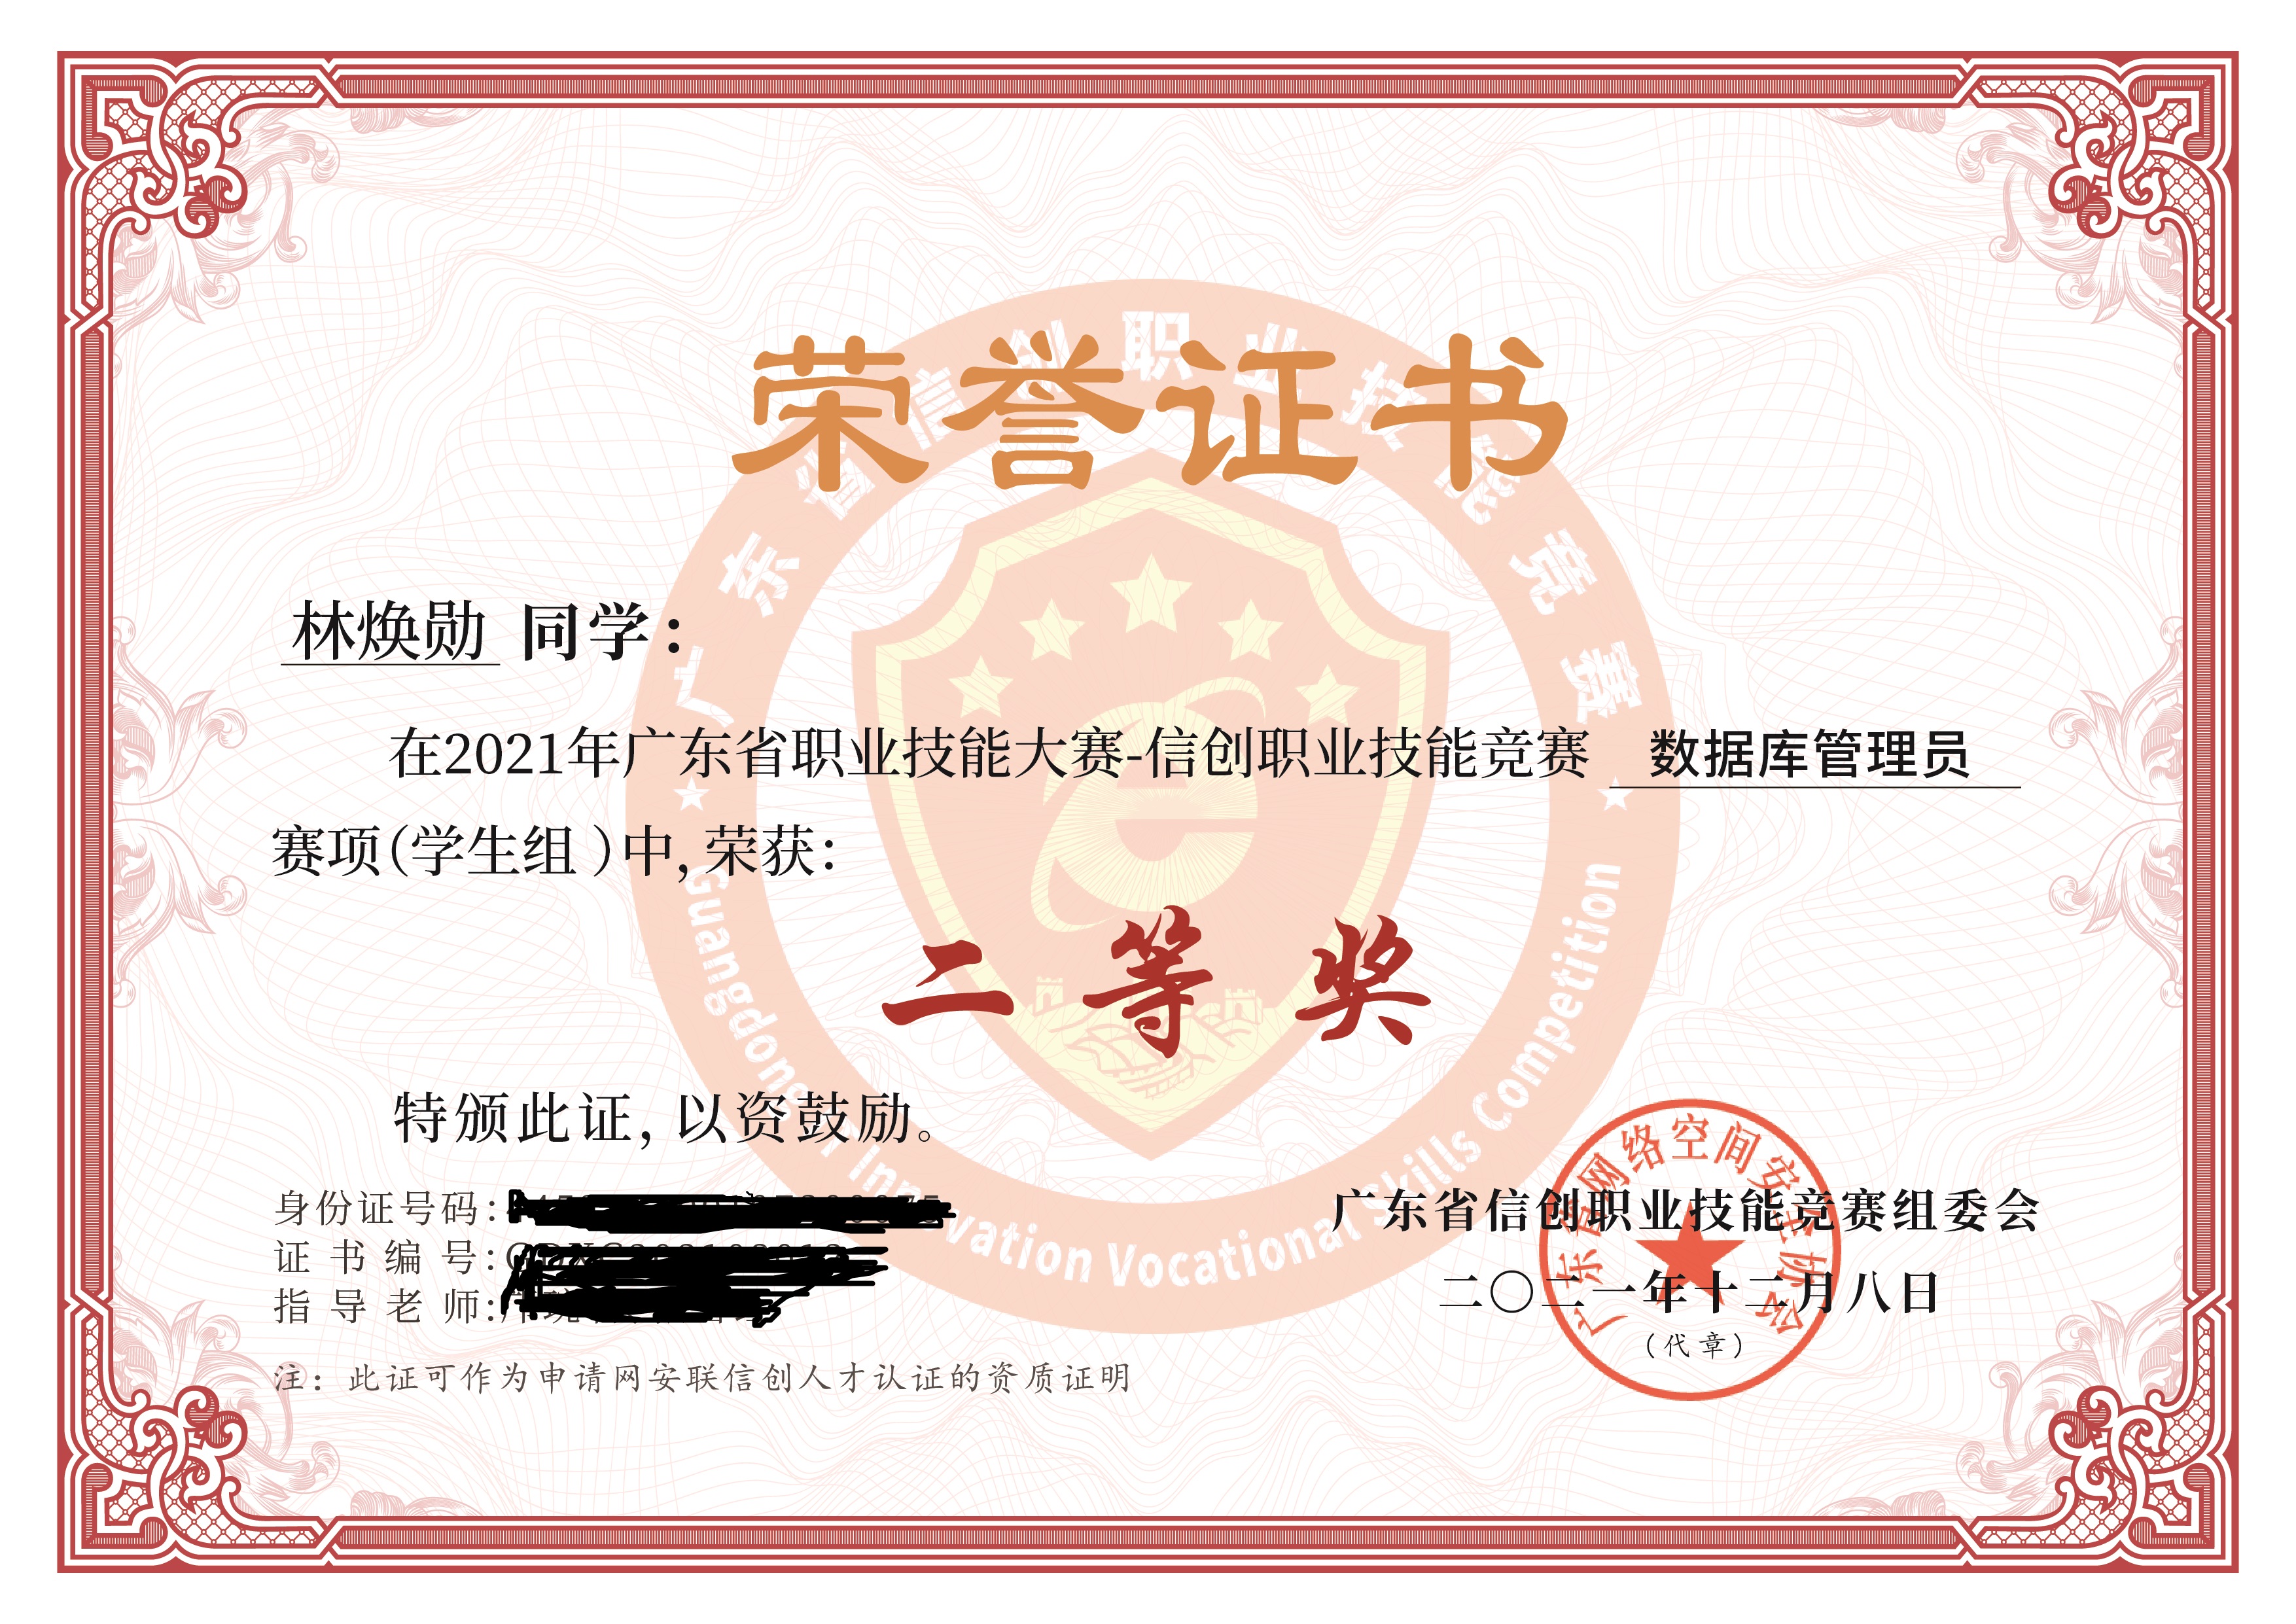 荣誉证书
林焕勋 同学：
在2021年广东省职业技能大赛-信创职业技能竞赛 数据库管理员
赛项(学生组 )中,荣获:
二等奖
特颁此证,以资鼓励。
身份证号码:
证书编号:
指导老师:
注：此证可作为申请网安联信创人才认证的资质证明
广东省信创职业技能竞赛组委会
二〇二一年十二月八日
(代章)
广东省网络空间安全协会
广东省信创职业技能竞赛
Guangdong Innovation Vocational Skills Competition